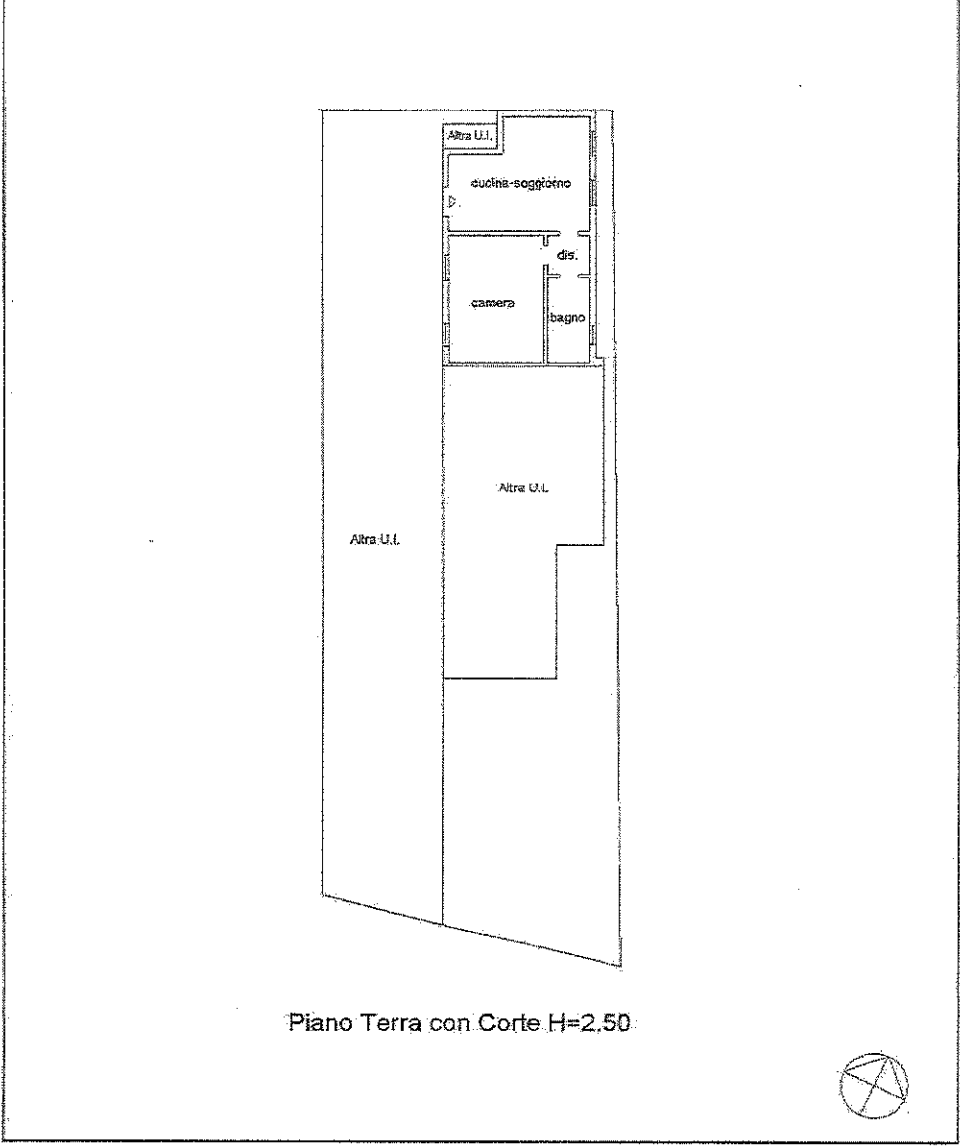 Altra U.I.
cucina-soggiorno
dis.
camera
bagno
Altra U.I.
Altra U.I.
Piano Terra con Corte H=2.50